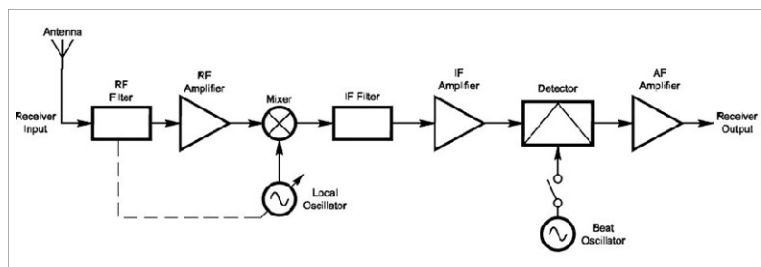 Antenna
Receiver
Input
RF
Filter
RF
Amplifier
Mixer
IF Filter
IF
Amplifier
Detector
AF
Amplifier
Receiver
Output
Local
Oscillator
Beat
Oscillator